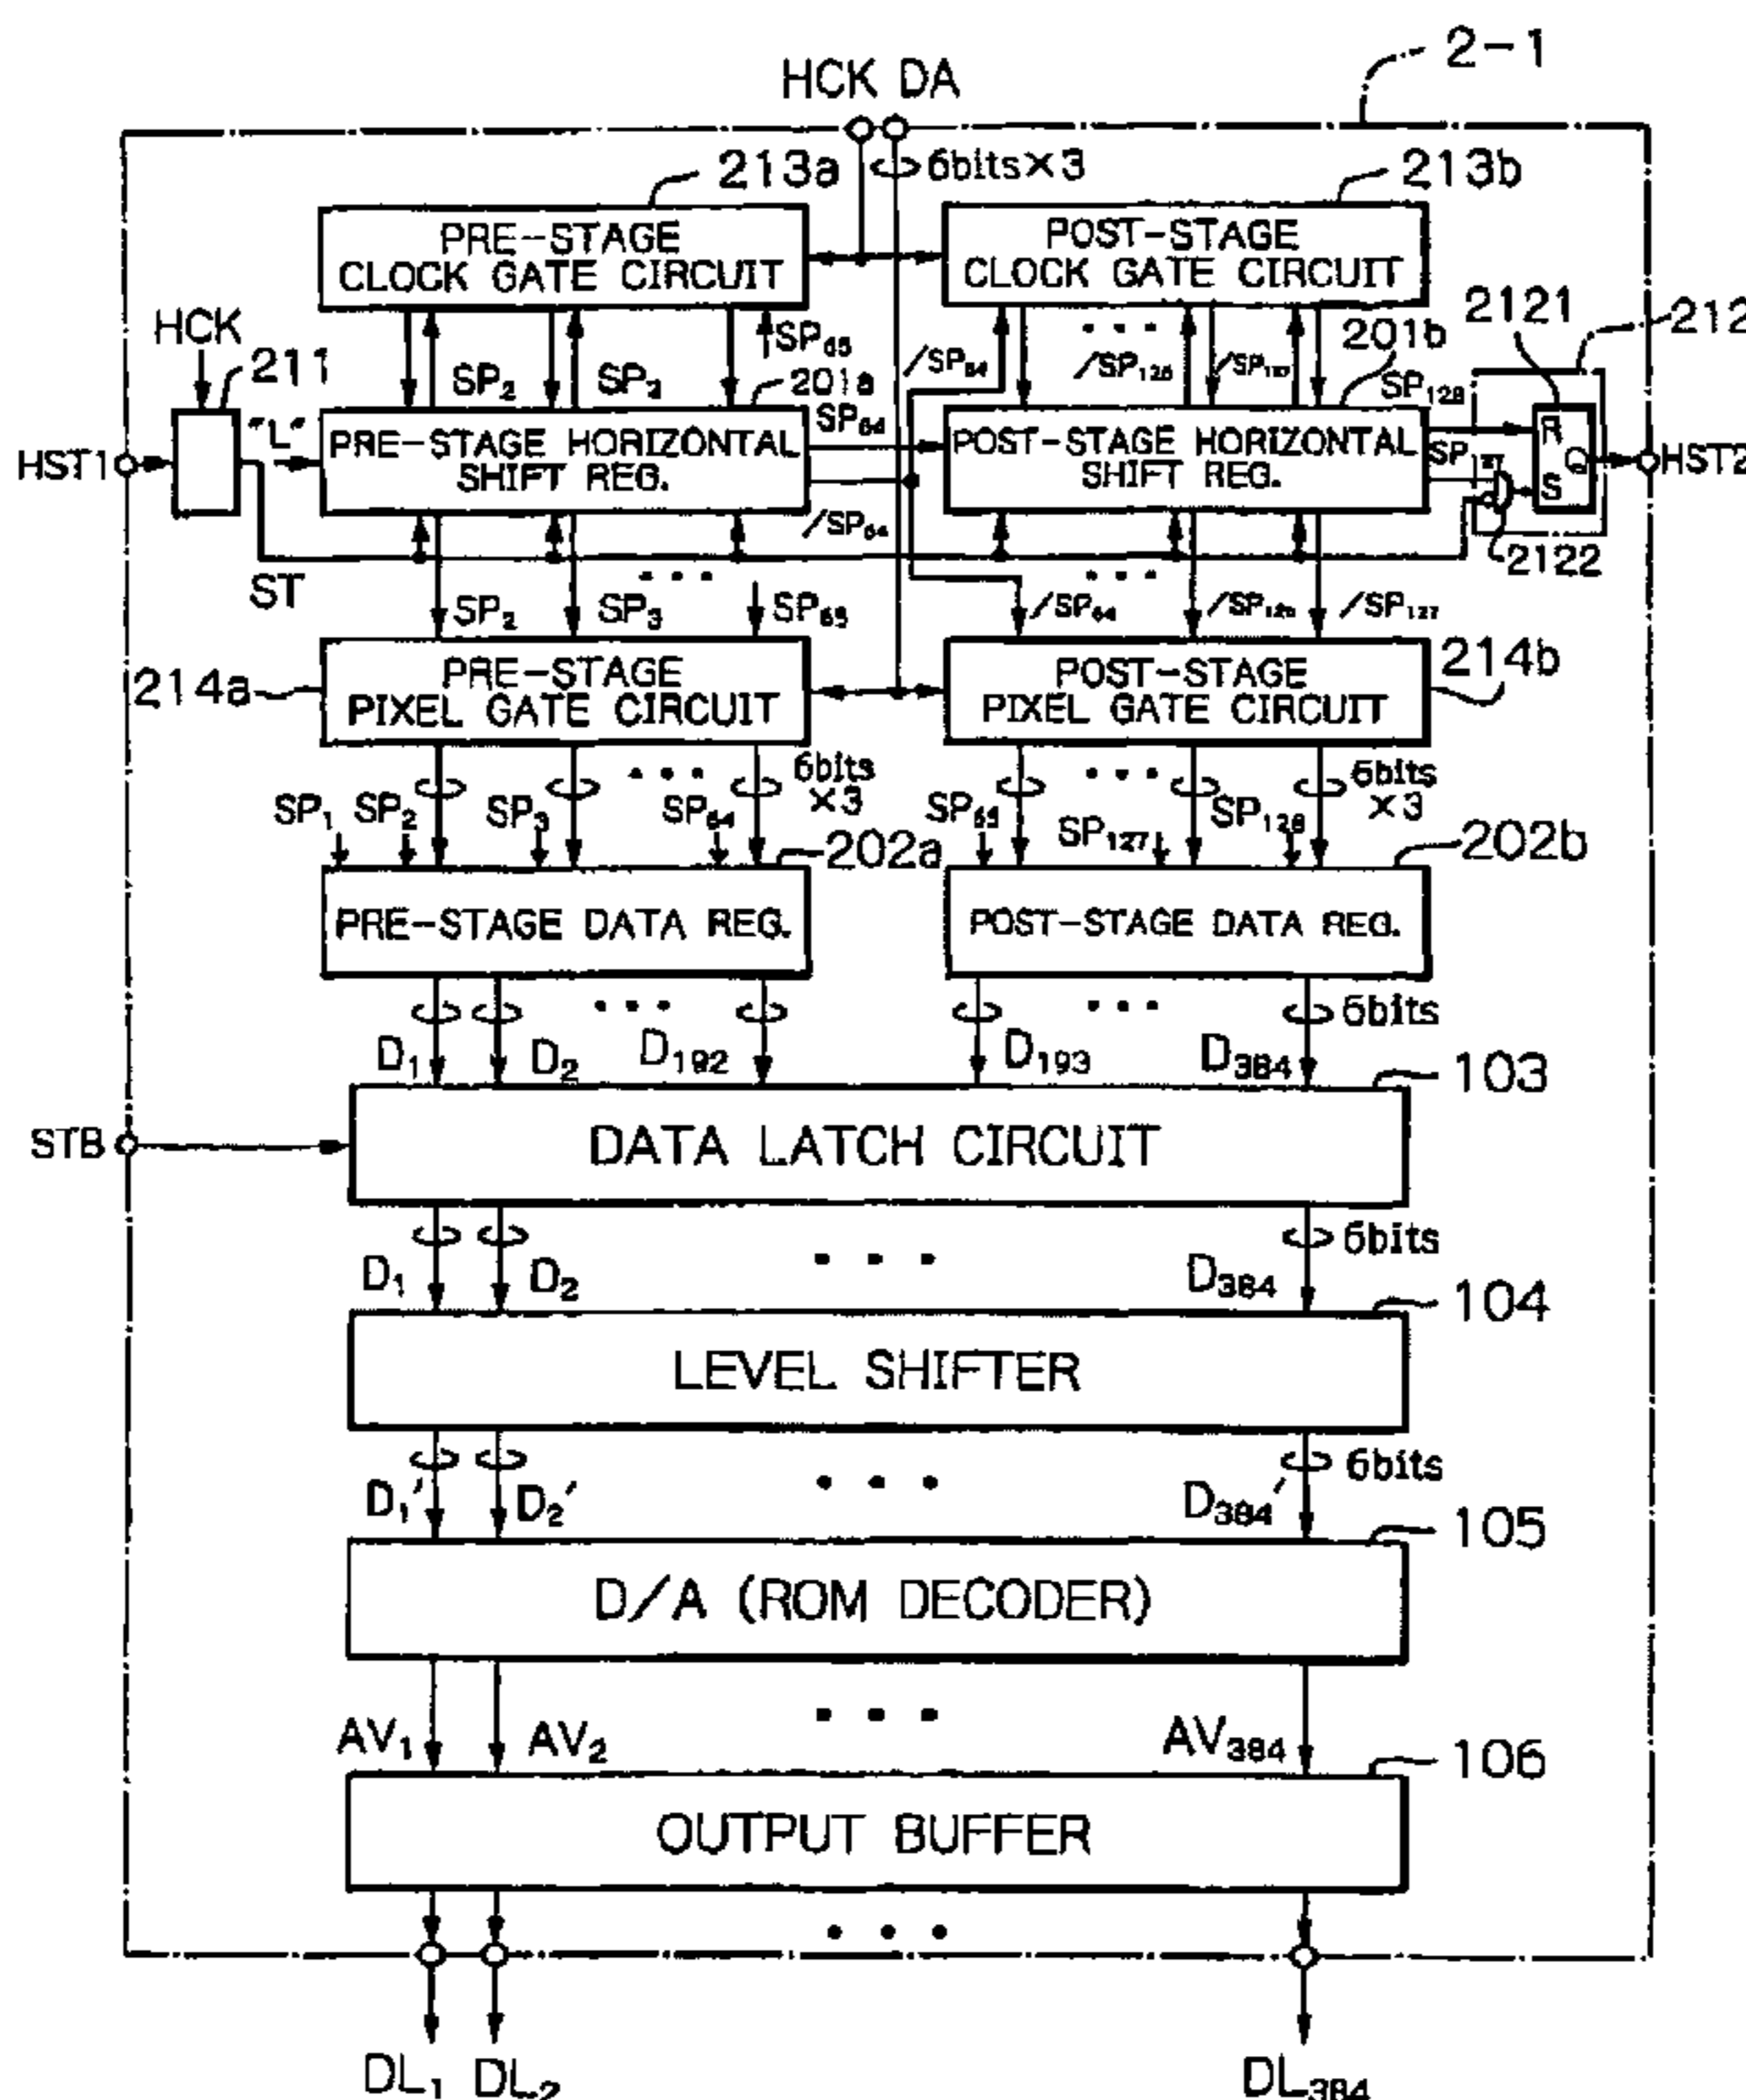 2-1
HCK DA
213a
6bits×3
213b
PRE-STAGE
CLOCK GATE CIRCUIT
POST-STAGE
CLOCK GATE CIRCUIT
HCK
211
SP₂
SP₆₅
201a
/SP₆₄
201b
2121
212
SP₁₂₈
"L"
HST1
PRE-STAGE HORIZONTAL
SHIFT REG.
SP₆₄
/SP₆₄
POST-STAGE HORIZONTAL
SHIFT REG.
R
Q
S
HST2
2122
ST
SP₂
SP₃
SP₆₅
/SP₆₄
/SP₁₂₆
/SP₁₂₇
214a
PRE-STAGE
PIXEL GATE CIRCUIT
POST-STAGE
PIXEL GATE CIRCUIT
214b
SP₁
SP₂
SP₃
SP₆₄
6bits
×3
SP₆₅
SP₁₂₇
SP₁₂₈
6bits
×3
202a
202b
PRE-STAGE DATA REG.
POST-STAGE DATA REG.
6bits
D₁
D₂
D₁₉₂
D₁₉₃
D₃₈₄
103
STB
DATA LATCH CIRCUIT
6bits
D₁
D₂
D₃₈₄
104
LEVEL SHIFTER
6bits
D₁′
D₂′
D₃₈₄′
105
D/A (ROM DECODER)
AV₁
AV₂
AV₃₈₄
106
OUTPUT BUFFER
DL₁
DL₂
DL₃₈₄